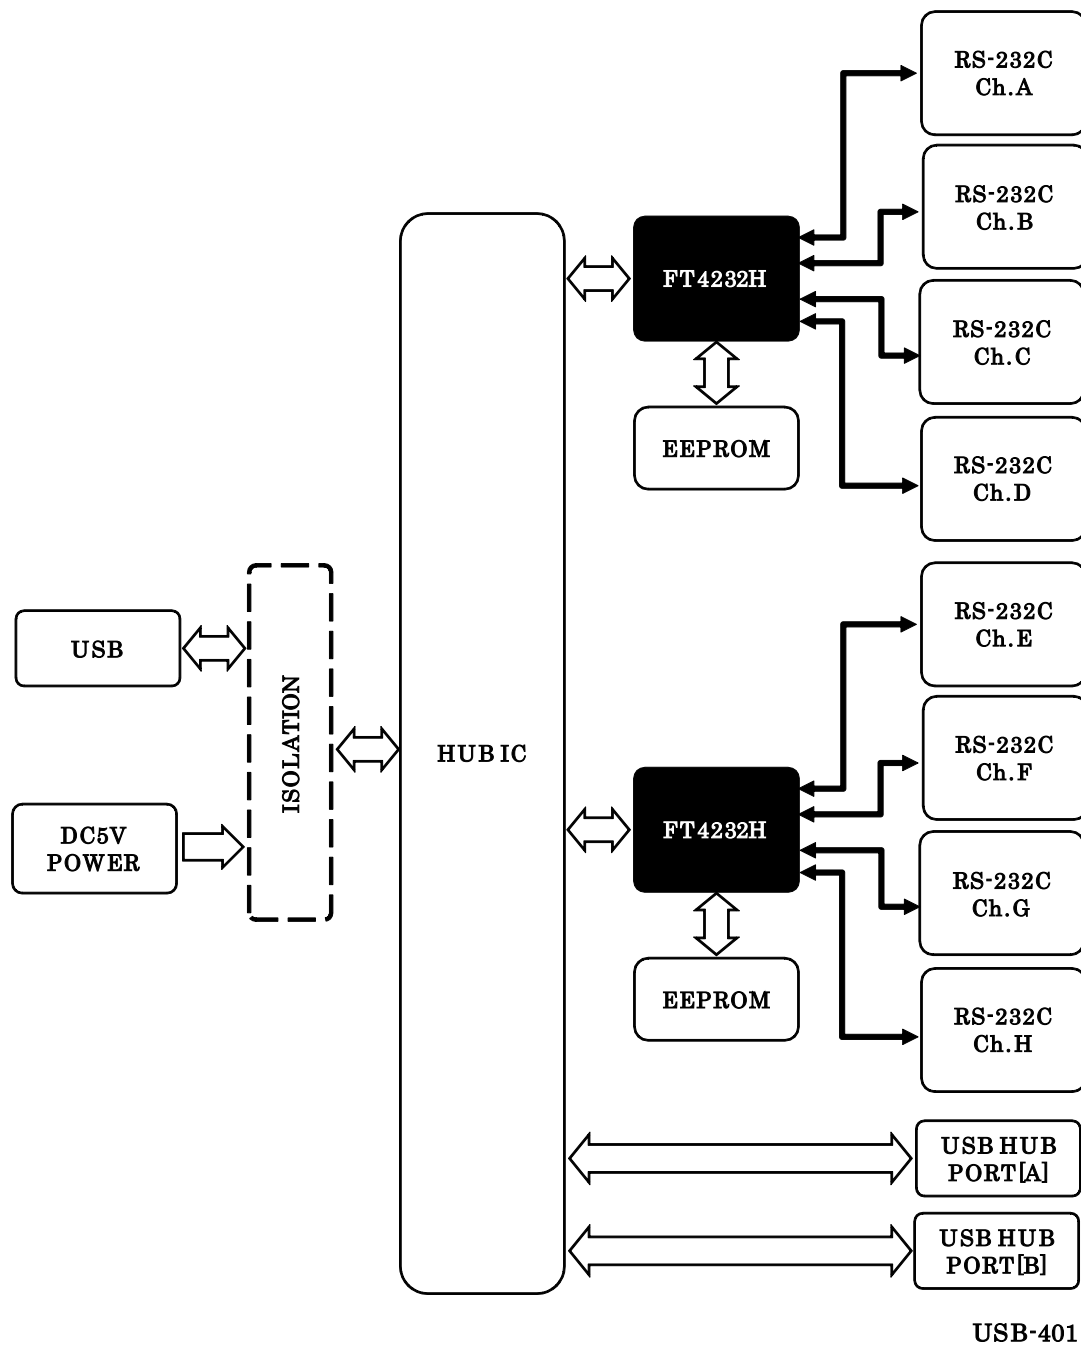 RS-232C
Ch.A
RS-232C
Ch.B
FT4232H
RS-232C
Ch.C
EEPROM
RS-232C
Ch.D
RS-232C
Ch.E
USB
ISOLATION
HUB IC
RS-232C
Ch.F
DC5V
POWER
FT4232H
RS-232C
Ch.G
EEPROM
RS-232C
Ch.H
USB HUB
PORT[A]
USB HUB
PORT[B]
USB-401